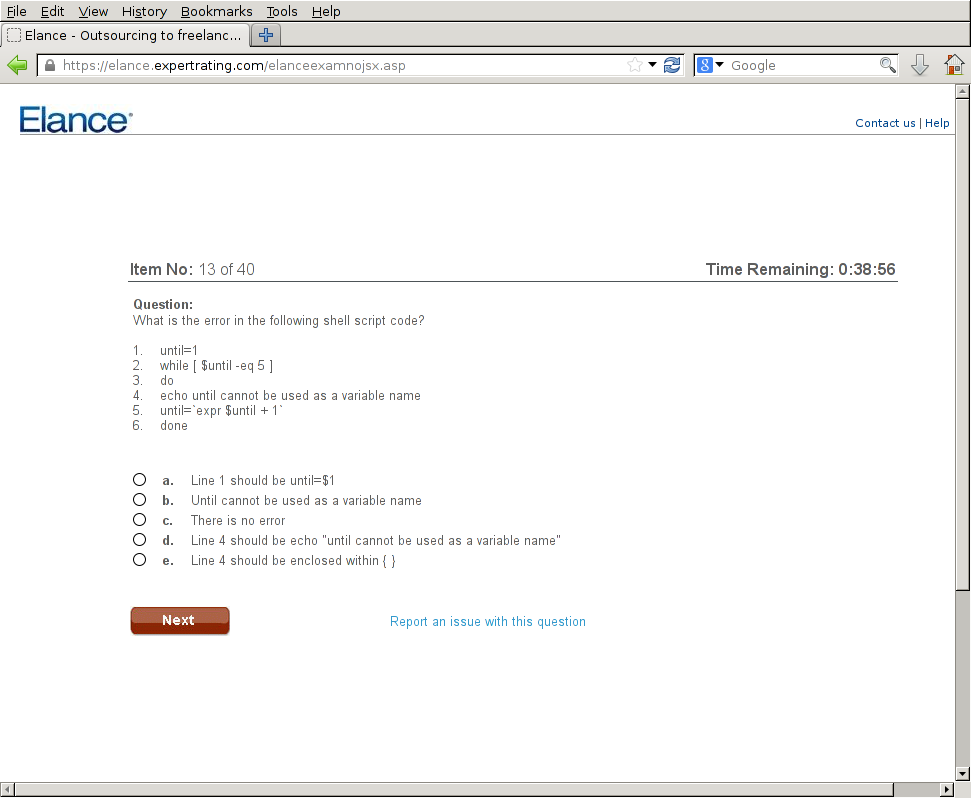 File Edit View History Bookmarks Tools Help
Elance - Outsourcing to freelanc...
https://elance.expertrating.com/elanceexamnojsx.asp
8 Google
Elance
Contact us | Help
Item No: 13 of 40 Time Remaining: 0:38:56
Question:
What is the error in the following shell script code?
1. until=1
2. while [ $until -eq 5 ]
3. do
4. echo until cannot be used as a variable name
5. until=`expr $until + 1`
6. done
a. Line 1 should be until=$1
b. Until cannot be used as a variable name
c. There is no error
d. Line 4 should be echo "until cannot be used as a variable name"
e. Line 4 should be enclosed within { }
Next Report an issue with this question